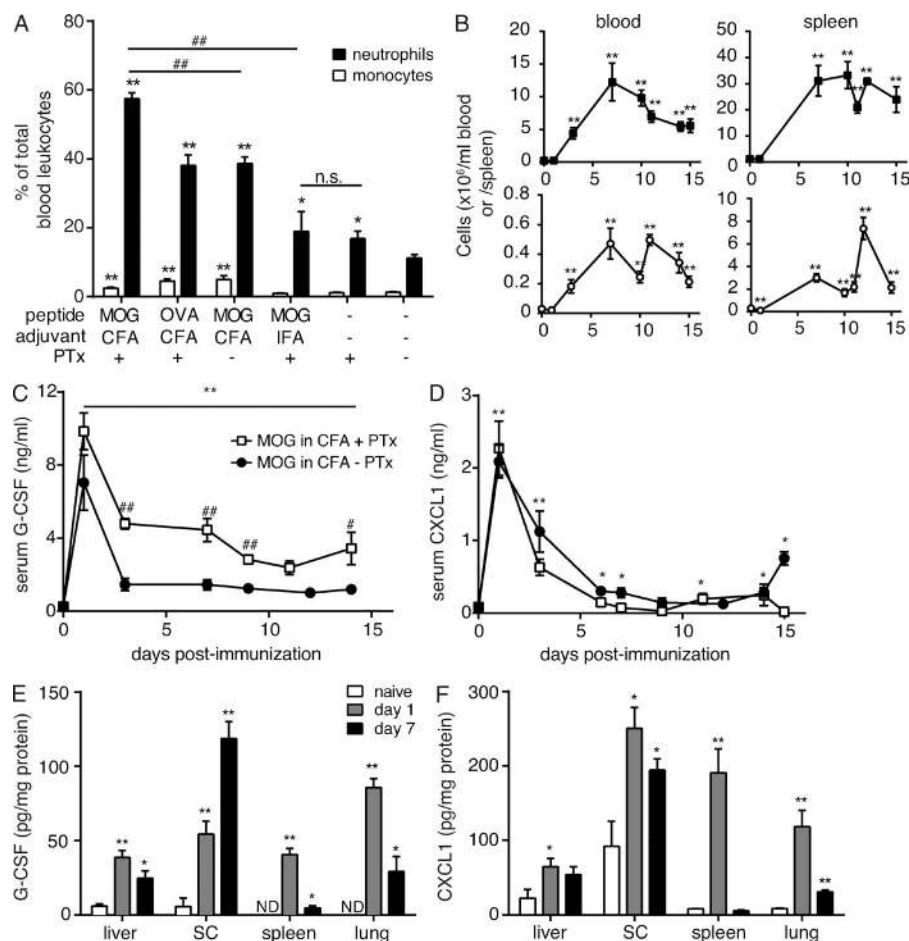 A
% of total
blood leukocytes
80
60
40
20
0
##
##
n.s.
** ** ** * *
** ** **
neutrophils
monocytes
peptide MOG OVA MOG MOG - -
adjuvant CFA CFA CFA IFA - -
PTx + + - + + -
B
blood spleen
Cells (x10⁶/ml blood
or /spleen)
20
15
10
5
0
** ** ** ** ** **
0 5 10 15
50
40
30
20
10
0
** ** ** ** **
0 5 10 15
0.8
0.6
0.4
0.2
0.0
** ** ** ** ** **
0 5 10 15
10
8
6
4
2
0
** ** ** ** ** **
0 5 10 15
C
serum G-CSF (ng/ml)
12
8
4
0
**
MOG in CFA + PTx
MOG in CFA - PTx
## ## ## #
0 5 10 15
days post-immunization
D
serum CXCL1 (ng/ml)
3
2
1
0
** ** * * * * *
0 5 10 15
days post-immunization
E
G-CSF (pg/mg protein)
150
100
50
0
naive
day 1
day 7
** * ** ** ND ** * ND ** *
liver SC spleen lung
F
CXCL1 (pg/mg protein)
300
200
100
0
* * * ** ** **
liver SC spleen lung